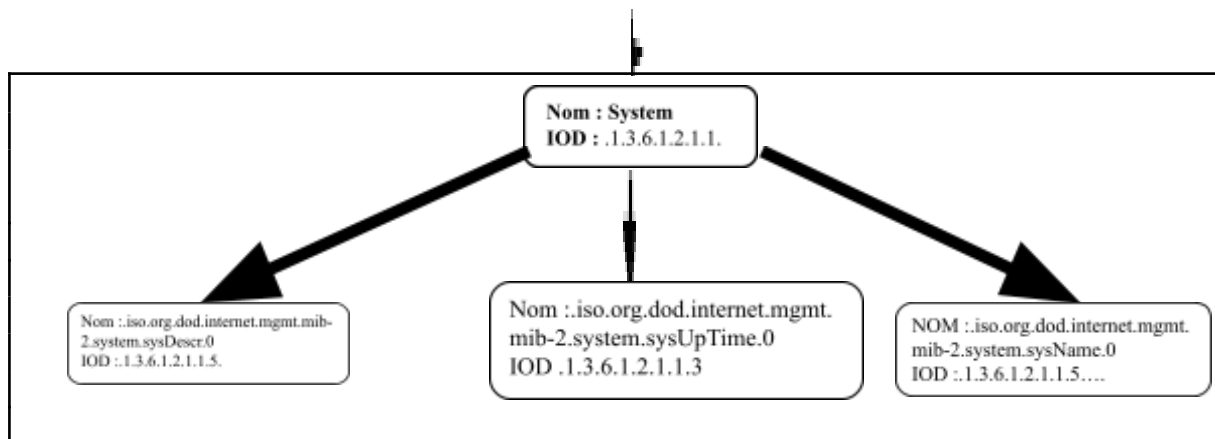 Nom : System
IOD : .1.3.6.1.2.1.1.
Nom :.iso.org.dod.internet.mgmt.mib-
2.system.sysDescr.0
IOD :.1.3.6.1.2.1.1.5.
Nom :.iso.org.dod.internet.mgmt.
mib-2.system.sysUpTime.0
IOD .1.3.6.1.2.1.1.3
NOM :.iso.org.dod.internet.mgmt.
mib-2.system.sysName.0
IOD :.1.3.6.1.2.1.1.5….